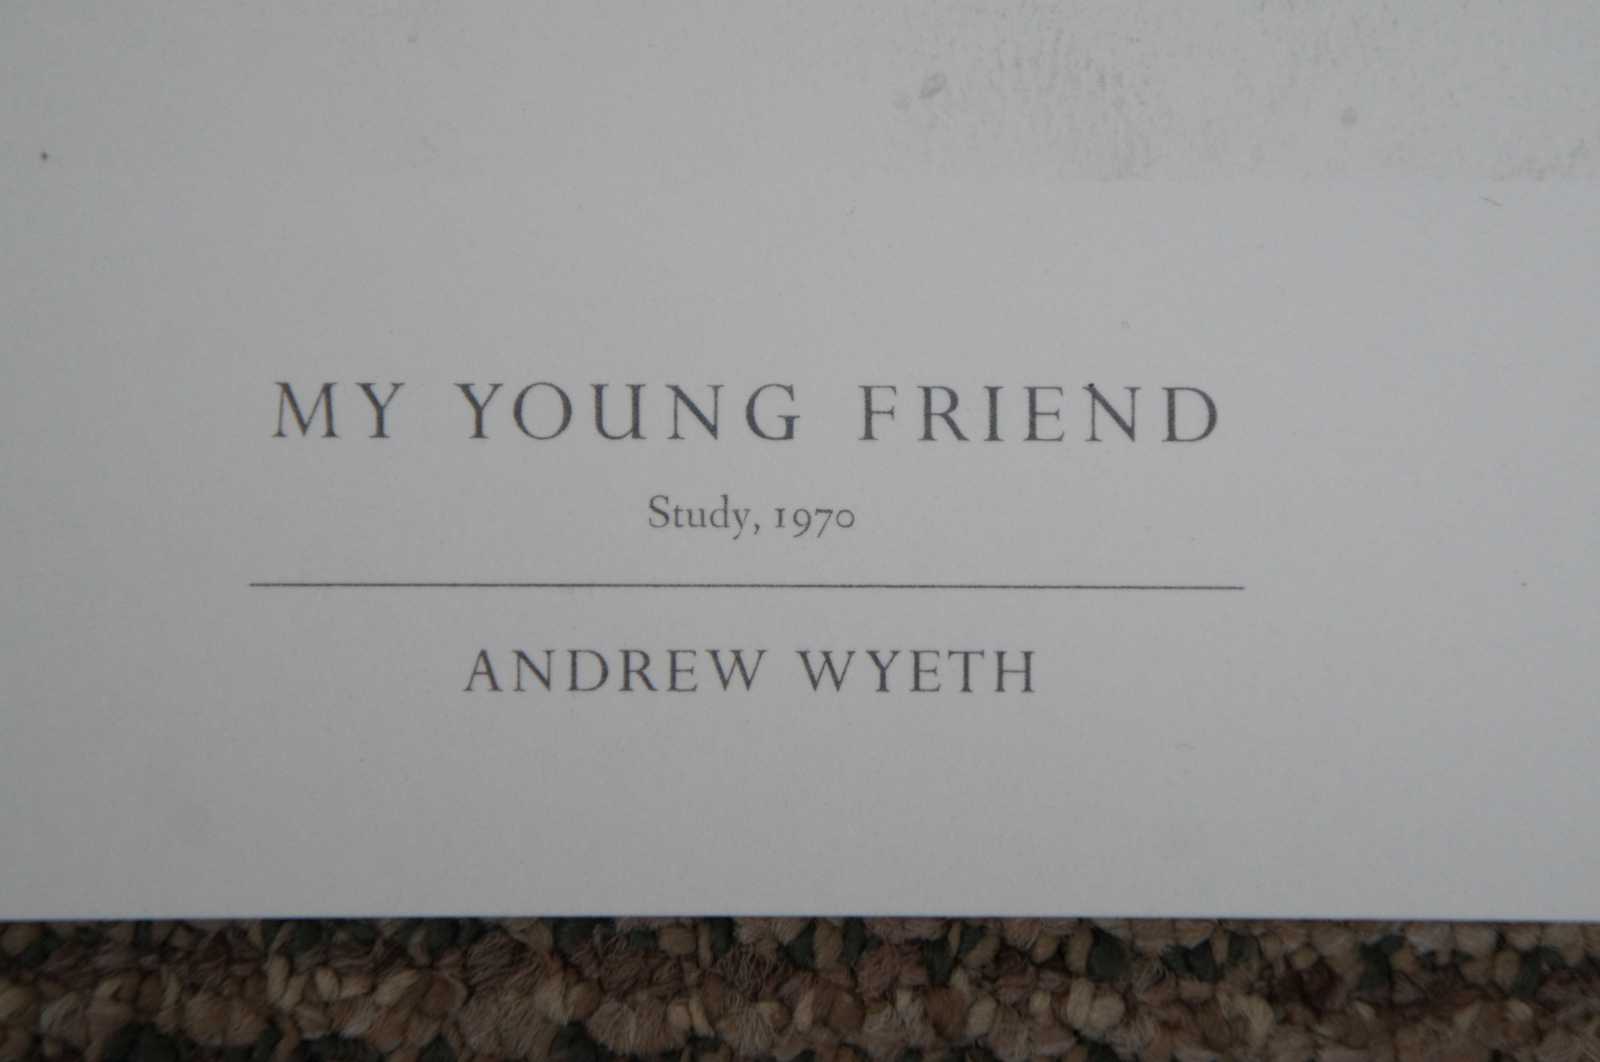 MY YOUNG FRIEND
Study, 1970
ANDREW WYETH